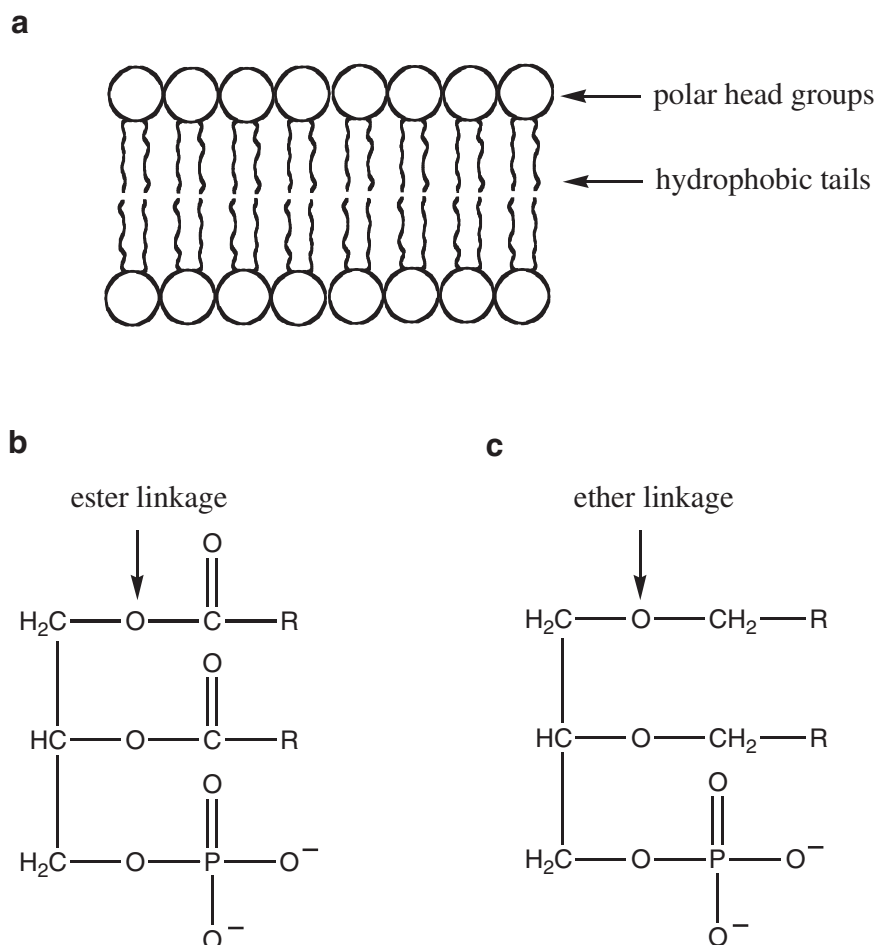 a
polar head groups
hydrophobic tails
b
c
ester linkage
ether linkage
O
H₂C O C R
H₂C O CH₂ R
O
HC O C R
HC O CH₂ R
O
O
H₂C O P O⁻
H₂C O P O⁻
O⁻
O⁻